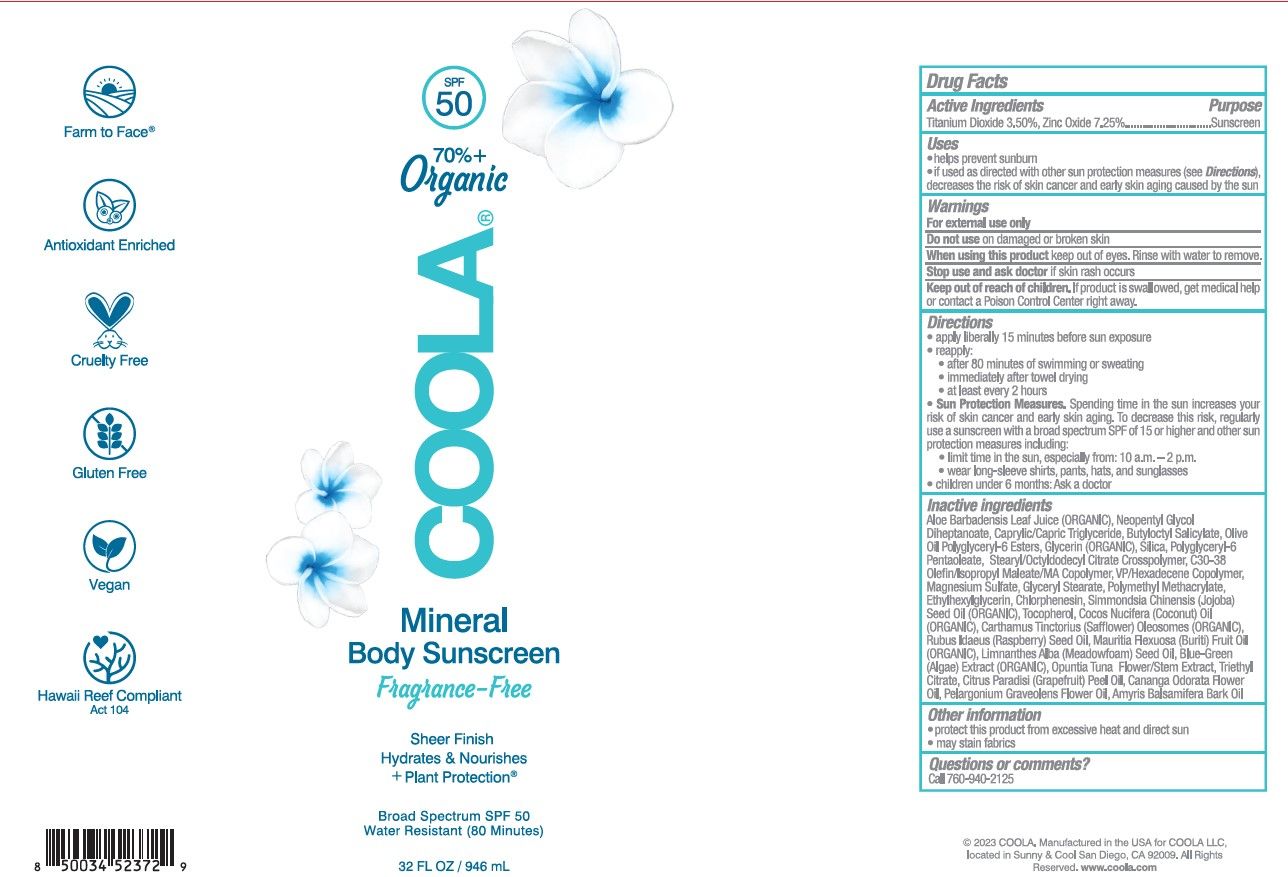 Farm to Face®
Antioxidant Enriched
Cruelty Free
Gluten Free
Vegan
Hawaii Reef Compliant
Act 104
8 50034 52372 9
SPF
50
70%+
Organic
COOLA®
Mineral
Body Sunscreen
Fragrance-Free
Sheer Finish
Hydrates & Nourishes
+ Plant Protection®
Broad Spectrum SPF 50
Water Resistant (80 Minutes)
32 FL OZ / 946 mL
Drug Facts
Active Ingredients Purpose
Titanium Dioxide 3.50%, Zinc Oxide 7.25%..........................Sunscreen
Uses
• helps prevent sunburn
• if used as directed with other sun protection measures (see Directions),
decreases the risk of skin cancer and early skin aging caused by the sun
Warnings
For external use only
Do not use on damaged or broken skin
When using this product keep out of eyes. Rinse with water to remove.
Stop use and ask doctor if skin rash occurs
Keep out of reach of children. If product is swallowed, get medical help
or contact a Poison Control Center right away.
Directions
• apply liberally 15 minutes before sun exposure
• reapply:
• after 80 minutes of swimming or sweating
• immediately after towel drying
• at least every 2 hours
• Sun Protection Measures. Spending time in the sun increases your
risk of skin cancer and early skin aging. To decrease this risk, regularly
use a sunscreen with a broad spectrum SPF of 15 or higher and other sun
protection measures including:
• limit time in the sun, especially from: 10 a.m. – 2 p.m.
• wear long-sleeve shirts, pants, hats, and sunglasses
• children under 6 months: Ask a doctor
Inactive ingredients
Aloe Barbadensis Leaf Juice (ORGANIC), Neopentyl Glycol
Diheptanoate, Caprylic/Capric Triglyceride, Butyloctyl Salicylate, Olive
Oil Polyglyceryl-6 Esters, Glycerin (ORGANIC), Silica, Polyglyceryl-6
Pentaoleate, Stearyl/Octyldodecyl Citrate Crosspolymer, C30-38
Olefin/Isopropyl Maleate/MA Copolymer, VP/Hexadecene Copolymer,
Magnesium Sulfate, Glyceryl Stearate, Polymethyl Methacrylate,
Ethylhexylglycerin, Chlorphenesin, Simmondsia Chinensis (Jojoba)
Seed Oil (ORGANIC), Tocopherol, Cocos Nucifera (Coconut) Oil
(ORGANIC), Carthamus Tinctorius (Safflower) Oleosomes (ORGANIC),
Rubus Idaeus (Raspberry) Seed Oil, Mauritia Flexuosa (Buriti) Fruit Oil
(ORGANIC), Limnanthes Alba (Meadowfoam) Seed Oil, Blue-Green
(Algae) Extract (ORGANIC), Opuntia Tuna Flower/Stem Extract, Triethyl
Citrate, Citrus Paradisi (Grapefruit) Peel Oil, Cananga Odorata Flower
Oil, Pelargonium Graveolens Flower Oil, Amyris Balsamifera Bark Oil
Other information
• protect this product from excessive heat and direct sun
• may stain fabrics
Questions or comments?
Call 760-940-2125
© 2023 COOLA, Manufactured in the USA for COOLA LLC,
located in Sunny & Cool San Diego, CA 92009. All Rights
Reserved. www.coola.com